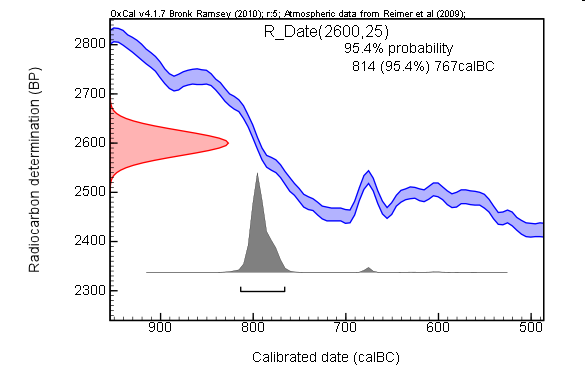 OxCal v4.1.7 Bronk Ramsey (2010); r:5; Atmospheric data from Reimer et al (2009);
R_Date(2600,25)
95.4% probability
814 (95.4%) 767calBC
Radiocarbon determination (BP)
2800
2700
2600
2500
2400
2300
900 800 700 600 500
Calibrated date (calBC)